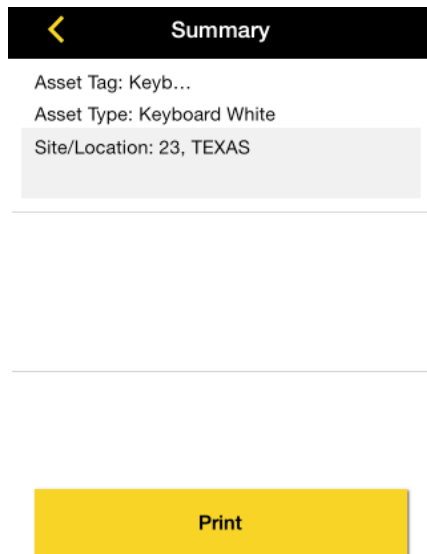 Summary
Asset Tag: Keyb...
Asset Type: Keyboard White
Site/Location: 23, TEXAS
Print